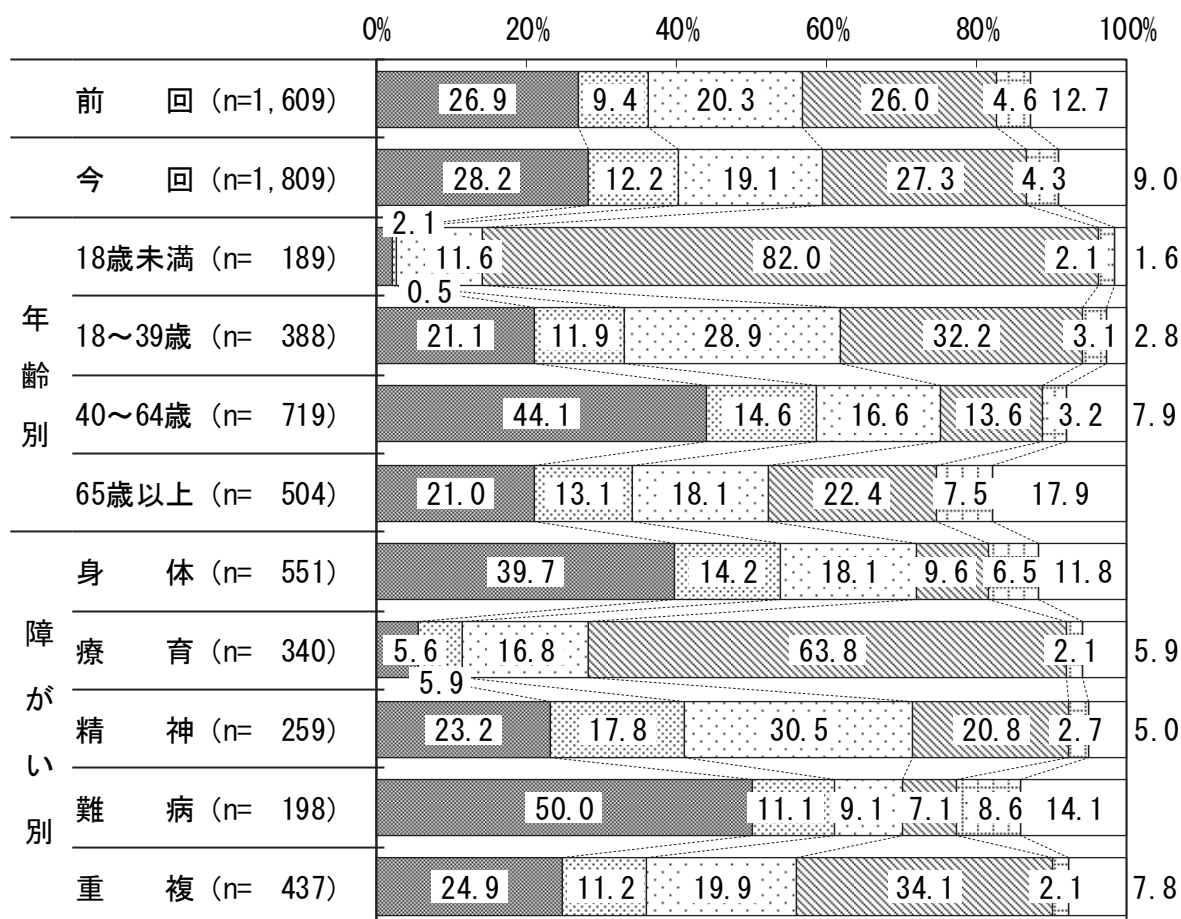 0% 20% 40% 60% 80% 100%
前 回 (n=1,609) 26.9 9.4 20.3 26.0 4.6 12.7
今 回 (n=1,809) 28.2 12.2 19.1 27.3 4.3 9.0
年齢別
18歳未満 (n= 189) 2.1 0.5 11.6 82.0 2.1 1.6
18～39歳 (n= 388) 21.1 11.9 28.9 32.2 3.1 2.8
40～64歳 (n= 719) 44.1 14.6 16.6 13.6 3.2 7.9
65歳以上 (n= 504) 21.0 13.1 18.1 22.4 7.5 17.9
障がい別
身 体 (n= 551) 39.7 14.2 18.1 9.6 6.5 11.8
療 育 (n= 340) 5.6 5.9 16.8 63.8 2.1 5.9
精 神 (n= 259) 23.2 17.8 30.5 20.8 2.7 5.0
難 病 (n= 198) 50.0 11.1 9.1 7.1 8.6 14.1
重 複 (n= 437) 24.9 11.2 19.9 34.1 2.1 7.8